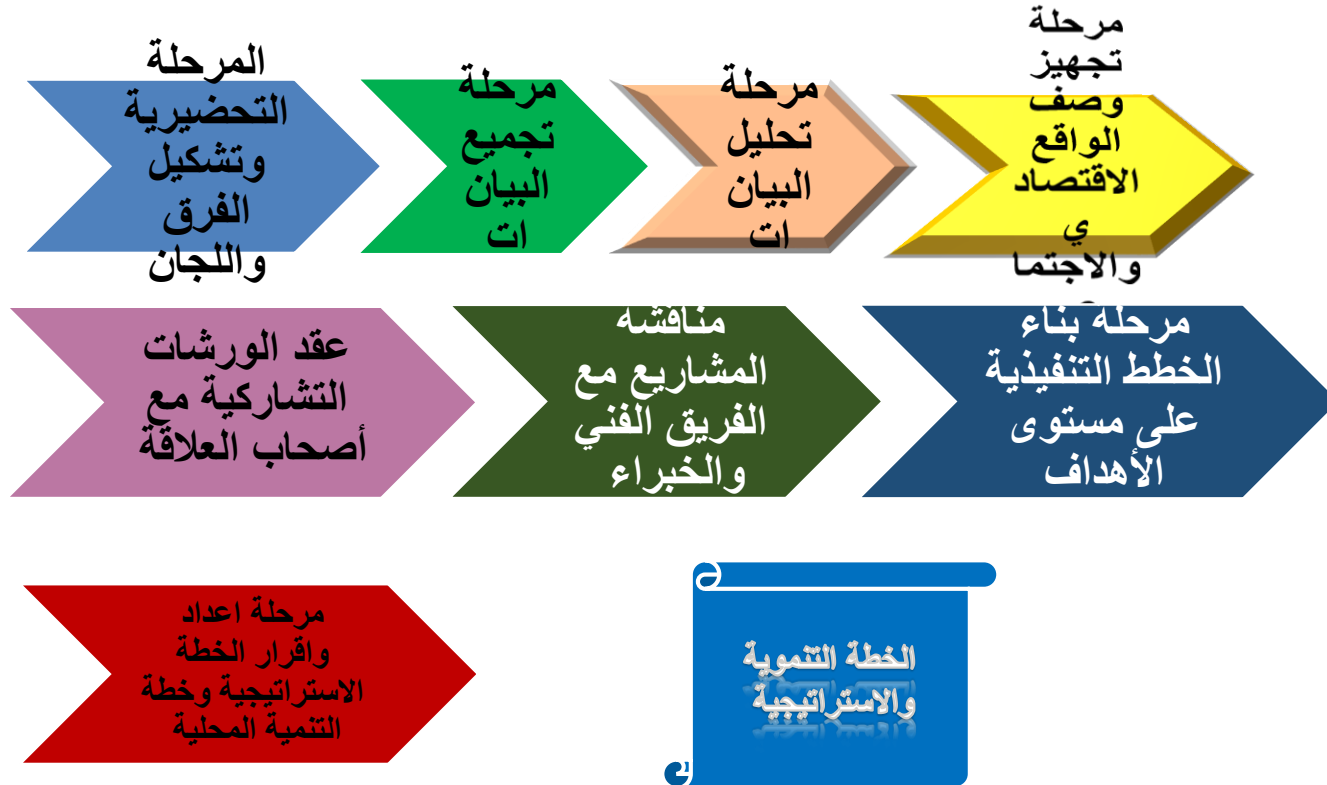 المرحلة
التحضيرية
وتشكيل
الفرق
واللجان
مرحلة
تجميع
البيان
ات
مرحلة
تحليل
البيان
ات
مرحلة
تجهيز
وصف
الواقع
الاقتصاد
ي
والاجتما
عقد الورشات
التشاركية مع
أصحاب العلاقة
مناقشة
المشاريع مع
الفريق الفني
والخبراء
مرحلة بناء
الخطط التنفيذية
على مستوى
الأهداف
مرحلة اعداد
واقرار الخطة
الاستراتيجية وخطة
التنمية المحلية
الخطة التنموية
والاستراتيجية